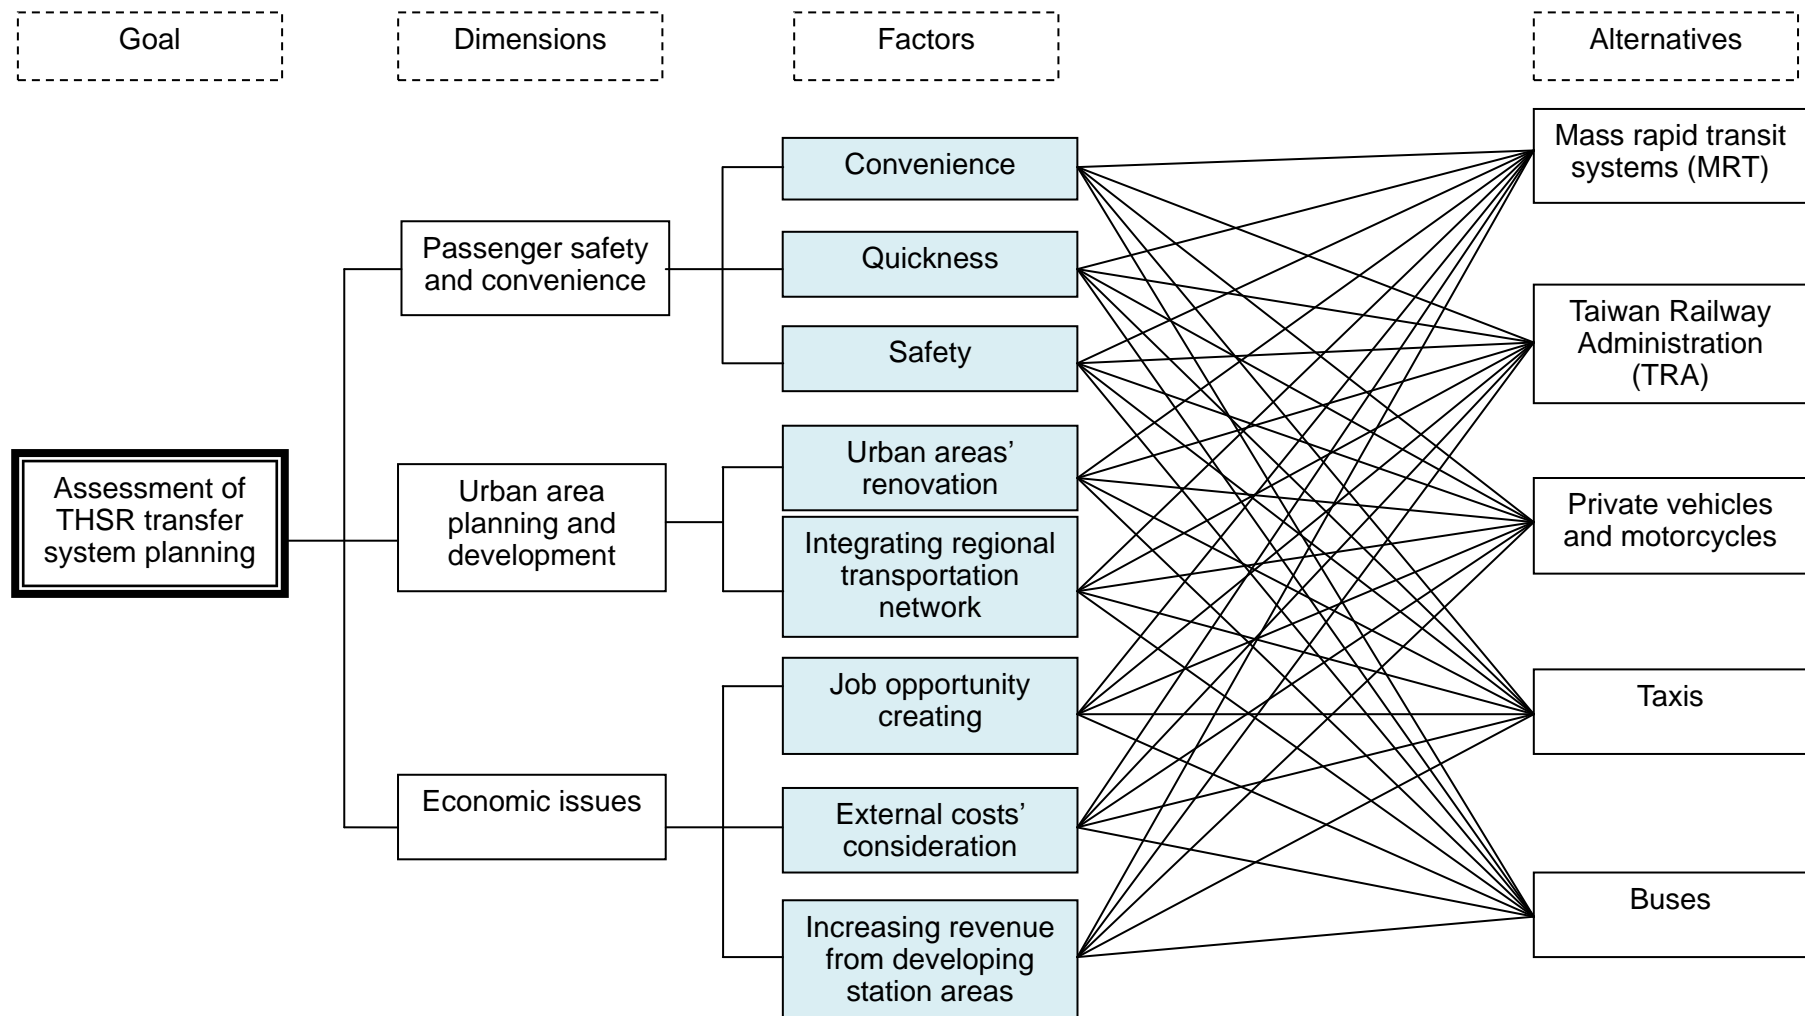 Goal
Dimensions
Factors
Alternatives
Assessment of
THSR transfer
system planning
Passenger safety
and convenience
Urban area
planning and
development
Economic issues
Convenience
Quickness
Safety
Urban areas’
renovation
Integrating regional
transportation
network
Job opportunity
creating
External costs’
consideration
Increasing revenue
from developing
station areas
Mass rapid transit
systems (MRT)
Taiwan Railway
Administration
(TRA)
Private vehicles
and motorcycles
Taxis
Buses